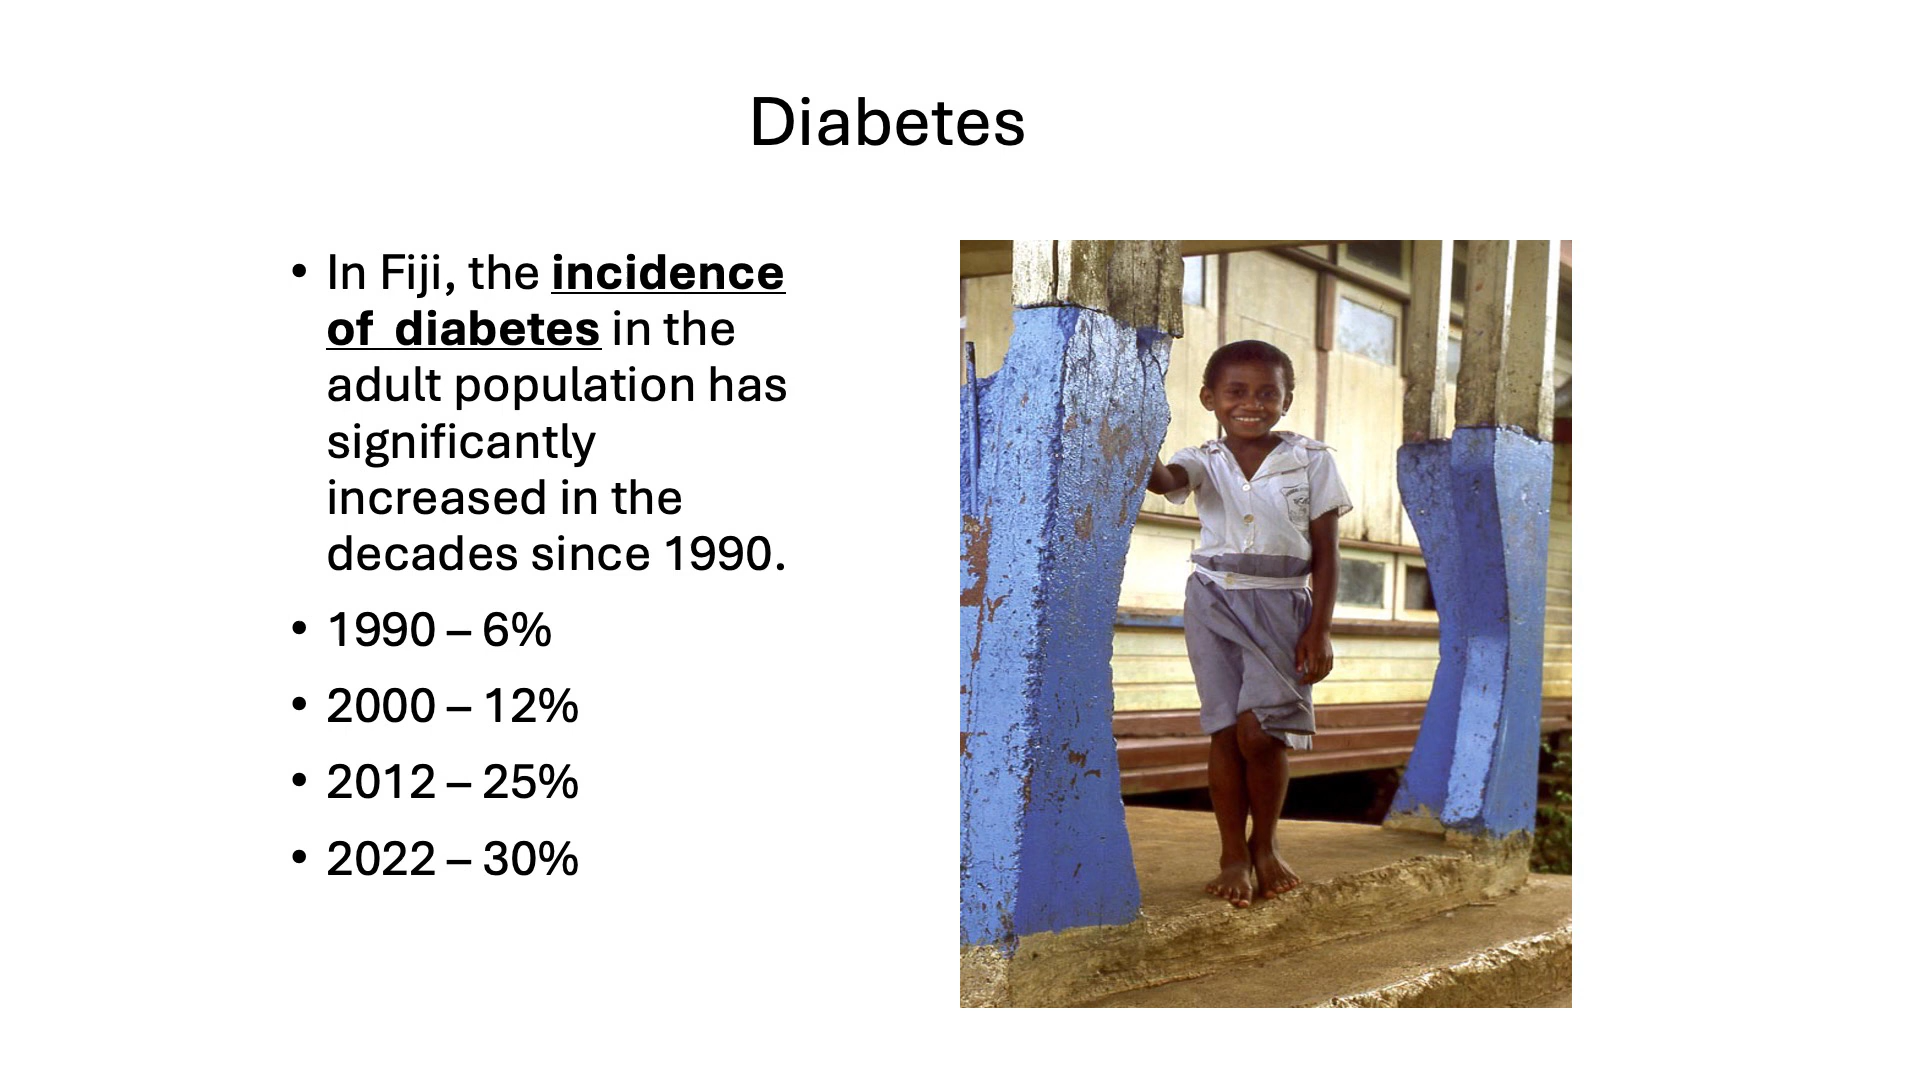 Diabetes
• In Fiji, the incidence
of  diabetes in the
adult population has
significantly
increased in the
decades since 1990.
• 1990 – 6%
• 2000 – 12%
• 2012 – 25%
• 2022 – 30%